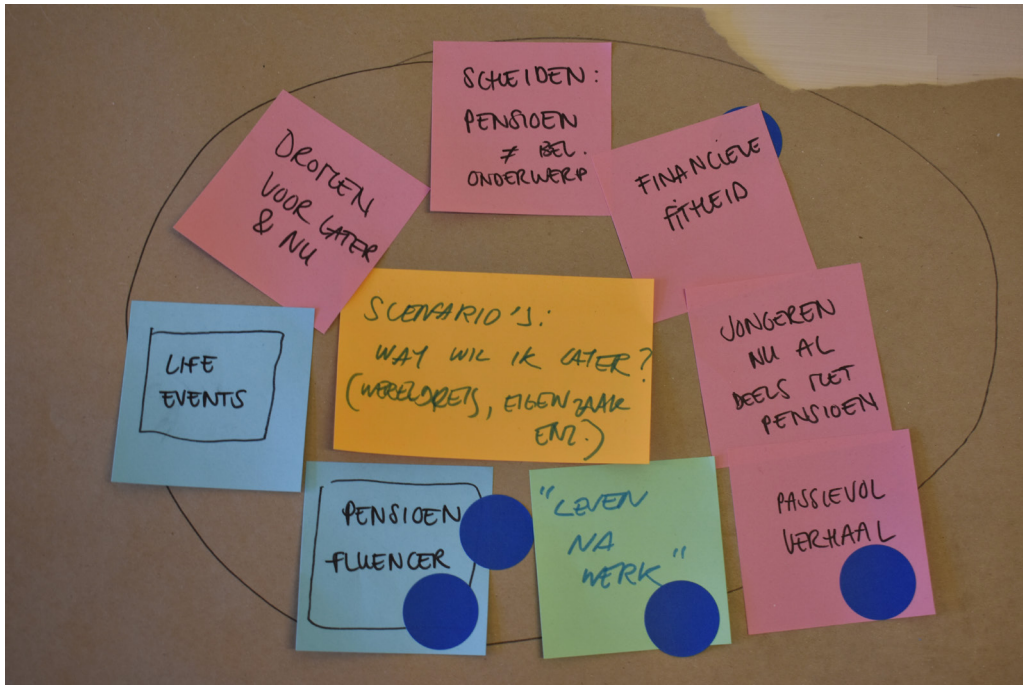 SCHEIDEN:
PENSIOEN
≠ BEL.
ONDERWERP
DROMEN
VOOR LATER
& NU
FINANCIELE
FITHEID
SCENARIO'S:
WAT WIL IK LATER?
(WERELDREIS, EIGEN ZAAK
ENZ.)
JONGEREN
NU AL
DEELS MET
PENSIOEN
LIFE
EVENTS
PENSIOEN
FLUENCER
"LEVEN
NA
WERK"
PASSIEVOL
VERHAAL